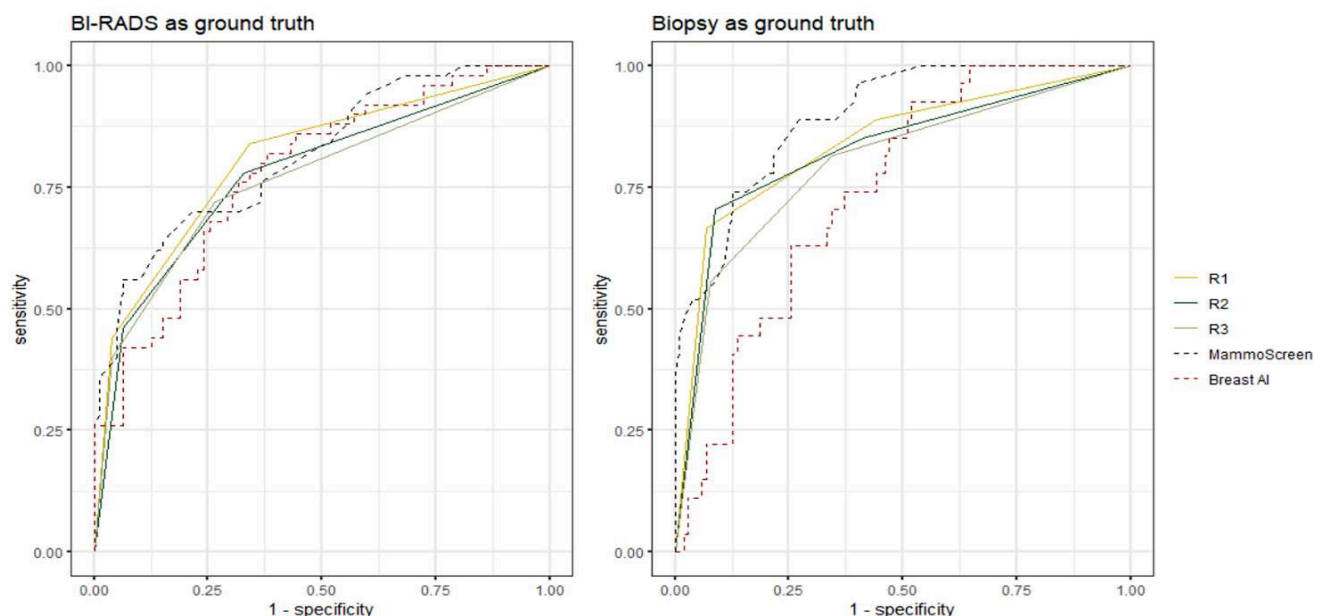 BI-RADS as ground truth
1.00
0.75
0.50
0.25
0.00
sensitivity
0.00 0.25 0.50 0.75 1.00
1 - specificity
Biopsy as ground truth
1.00
0.75
0.50
0.25
0.00
sensitivity
0.00 0.25 0.50 0.75 1.00
1 - specificity
R1
R2
R3
MammoScreen
Breast AI